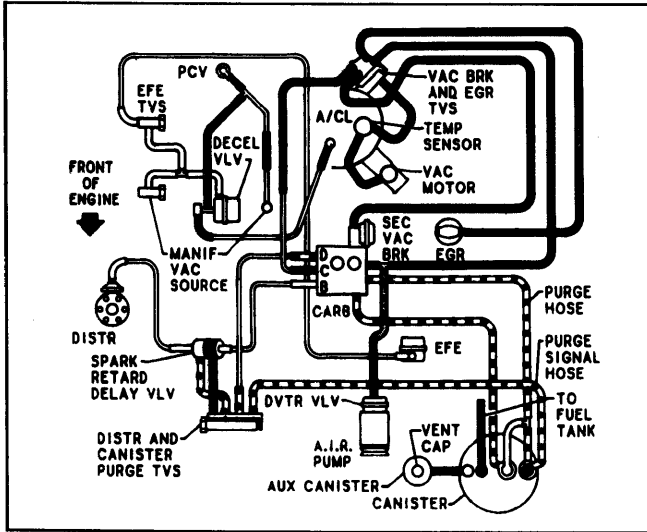 PCV
EFE
TVS
VAC BRK
AND EGR
TVS
A/CL
TEMP
SENSOR
DECEL
VLV
FRONT
OF
ENGINE
VAC
MOTOR
MANIF
VAC
SOURCE
SEC
VAC
BRK
EGR
D
C
B
CARB
PURGE
HOSE
DISTR
SPARK
RETARD
DELAY VLV
EFE
PURGE
SIGNAL
HOSE
DVTR VLV
TO
FUEL
TANK
VENT
CAP
DISTR AND
CANISTER
PURGE TVS
A.I.R.
PUMP
AUX CANISTER
CANISTER